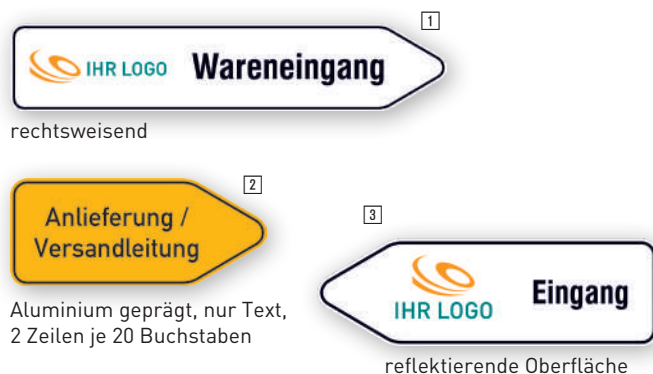 1
IHR LOGO Wareneingang
rechtsweisend
2
Anlieferung /
Versandleitung
Aluminium geprägt, nur Text,
2 Zeilen je 20 Buchstaben
3
IHR LOGO Eingang
reflektierende Oberfläche